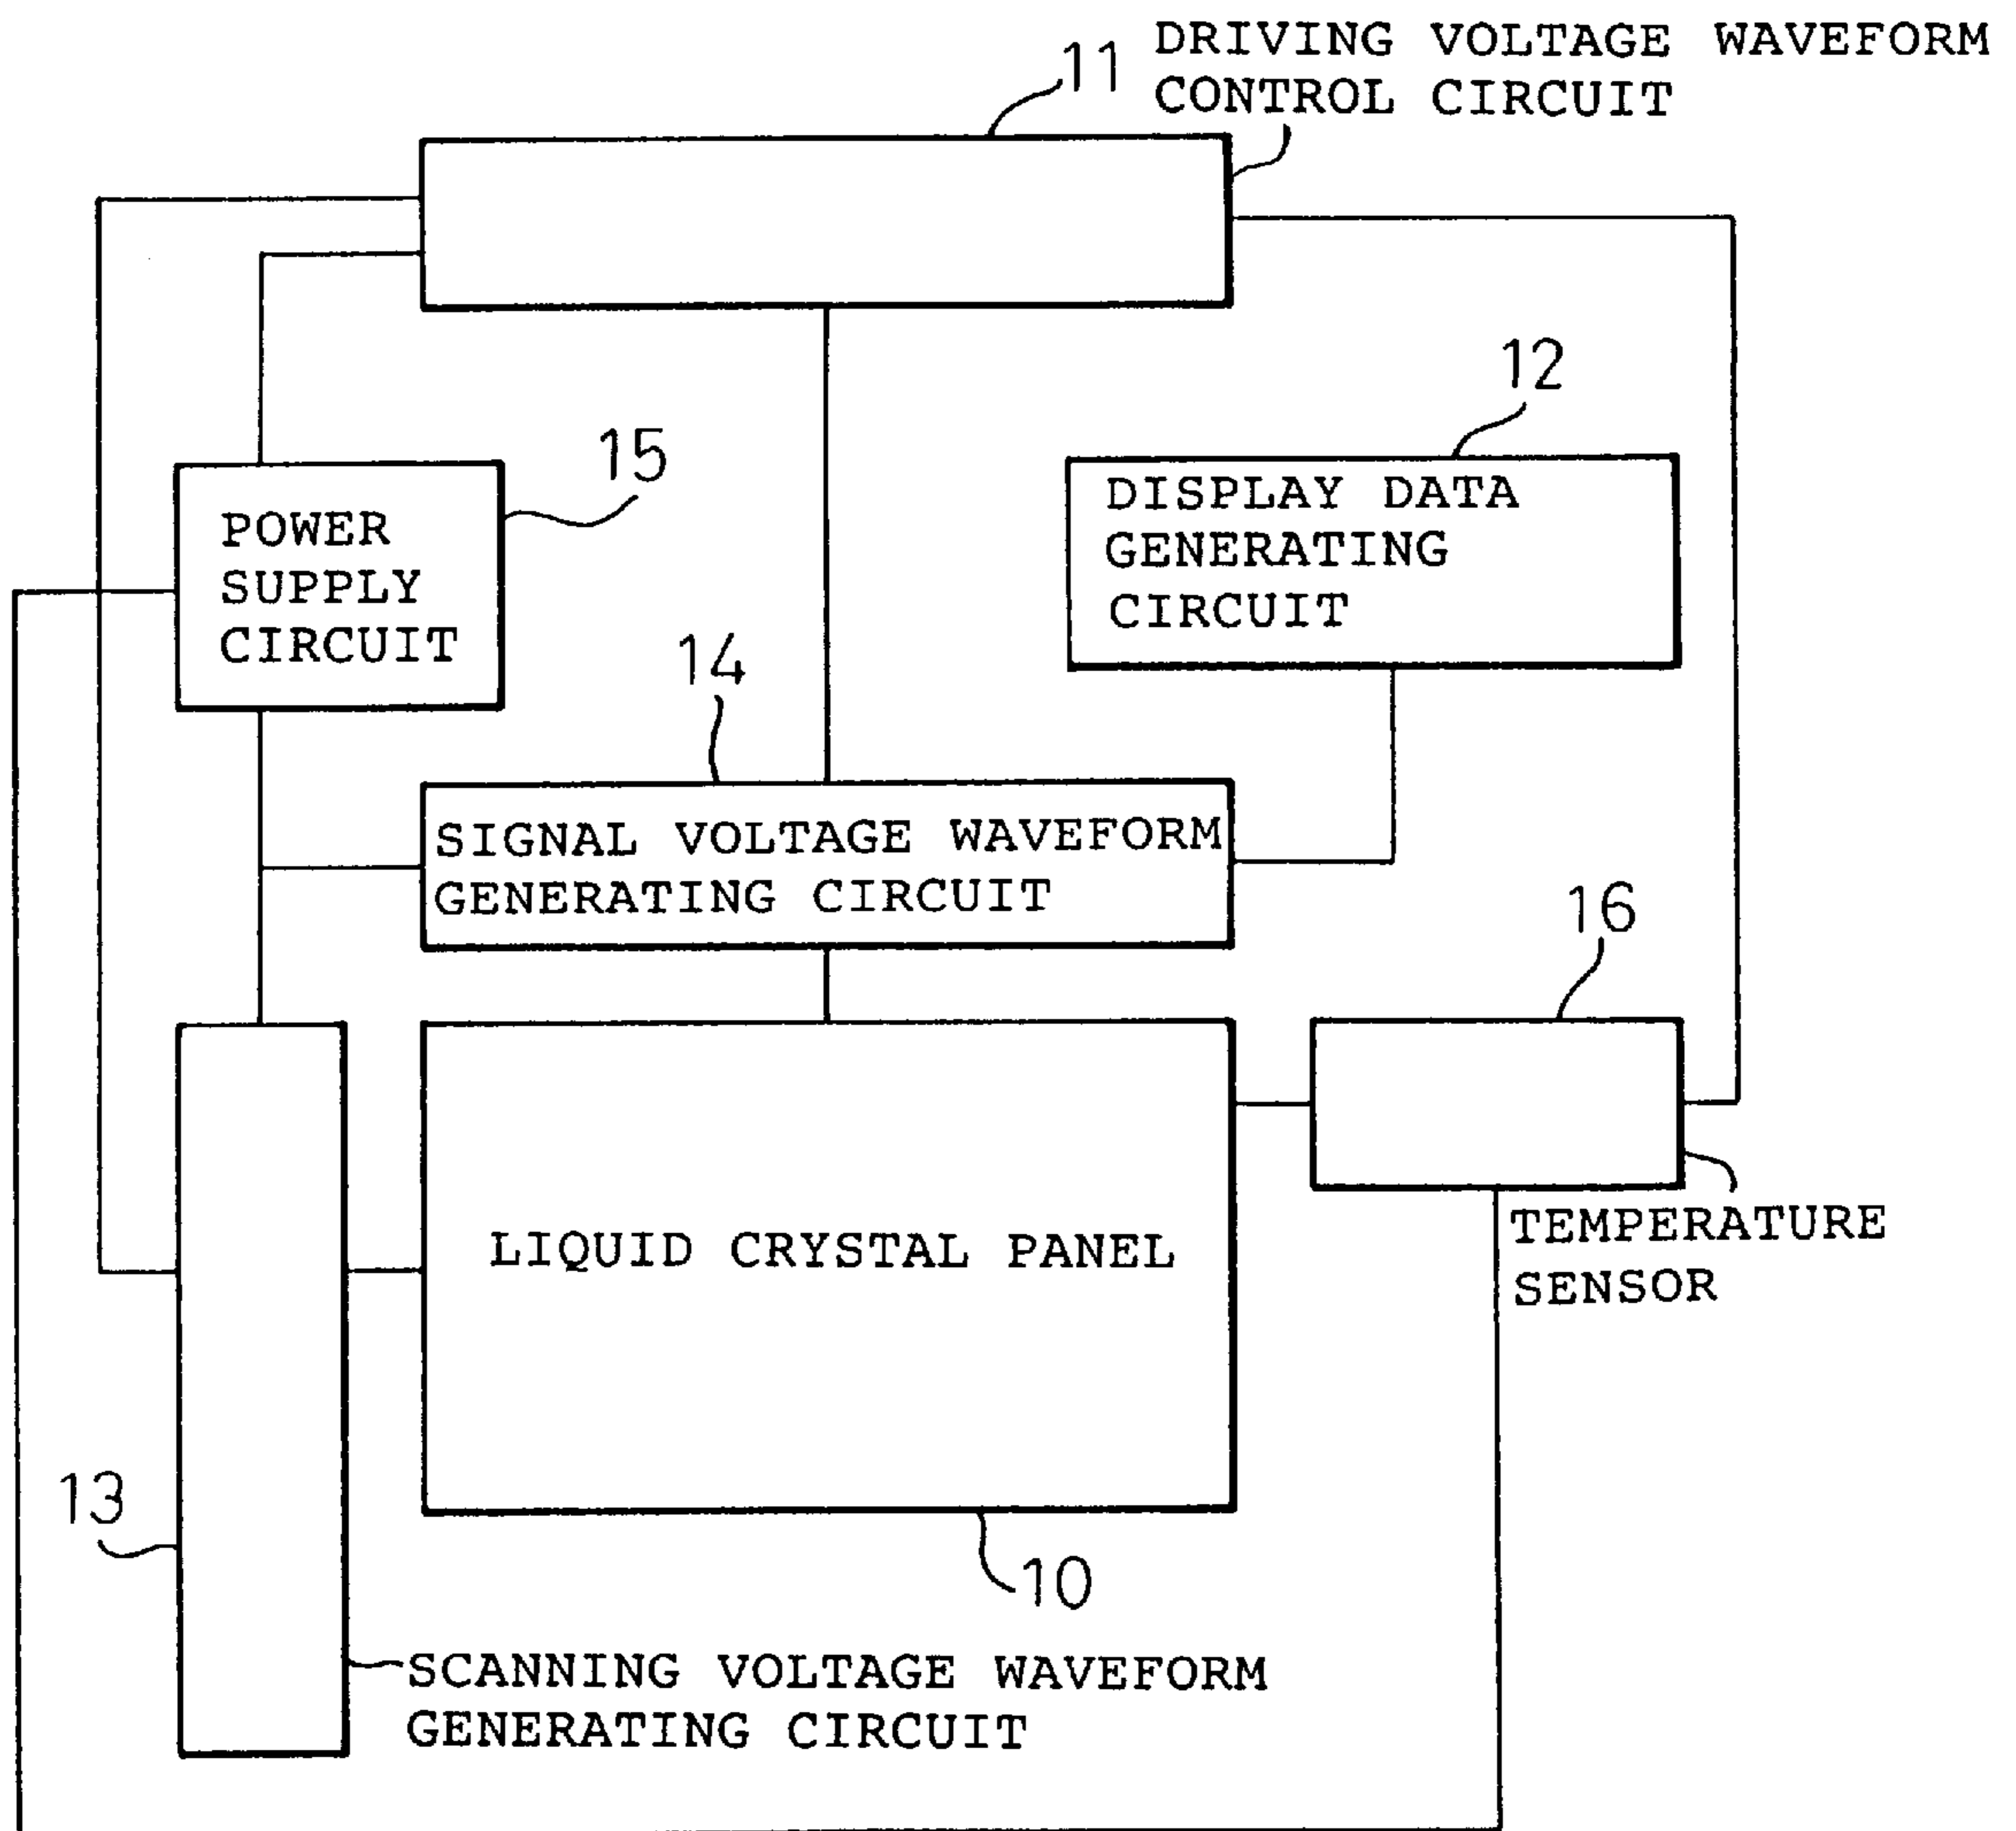 11
DRIVING VOLTAGE WAVEFORM
CONTROL CIRCUIT
12
15
DISPLAY DATA
GENERATING
CIRCUIT
POWER
SUPPLY
CIRCUIT
14
SIGNAL VOLTAGE WAVEFORM
GENERATING CIRCUIT
16
LIQUID CRYSTAL PANEL
TEMPERATURE
SENSOR
13
10
SCANNING VOLTAGE WAVEFORM
GENERATING CIRCUIT